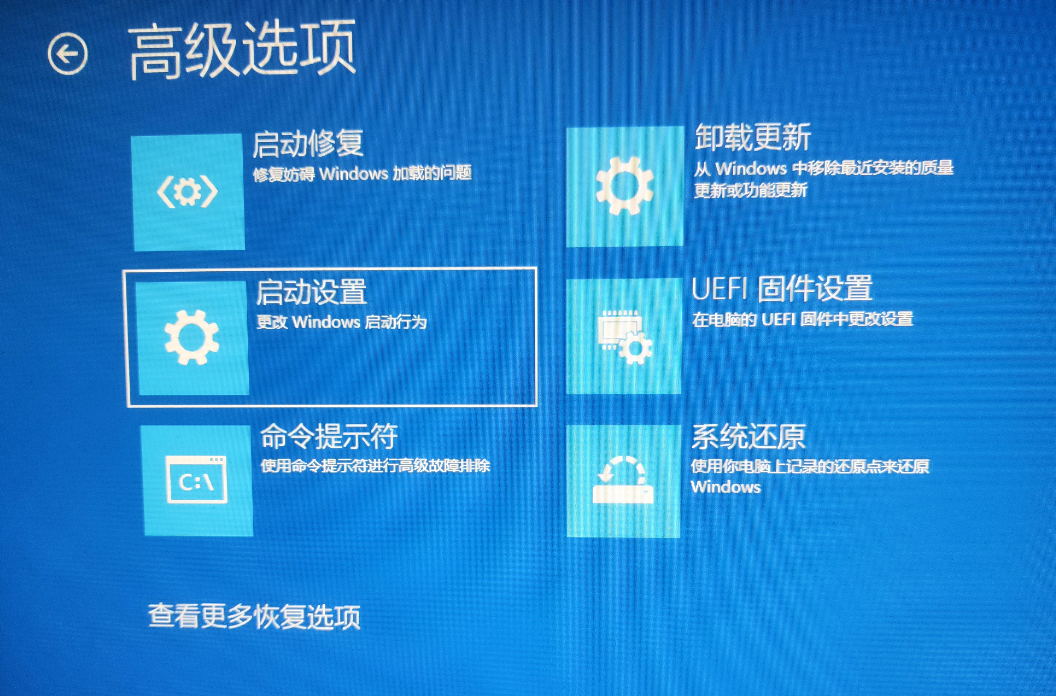 高级选项
启动修复
修复妨碍 Windows 加载的问题
卸载更新
从 Windows 中移除最近安装的质量
更新或功能更新
启动设置
更改 Windows 启动行为
UEFI 固件设置
在电脑的 UEFI 固件中更改设置
命令提示符
使用命令提示符进行高级故障排除
C:\
系统还原
使用你电脑上记录的还原点来还原
Windows
查看更多恢复选项